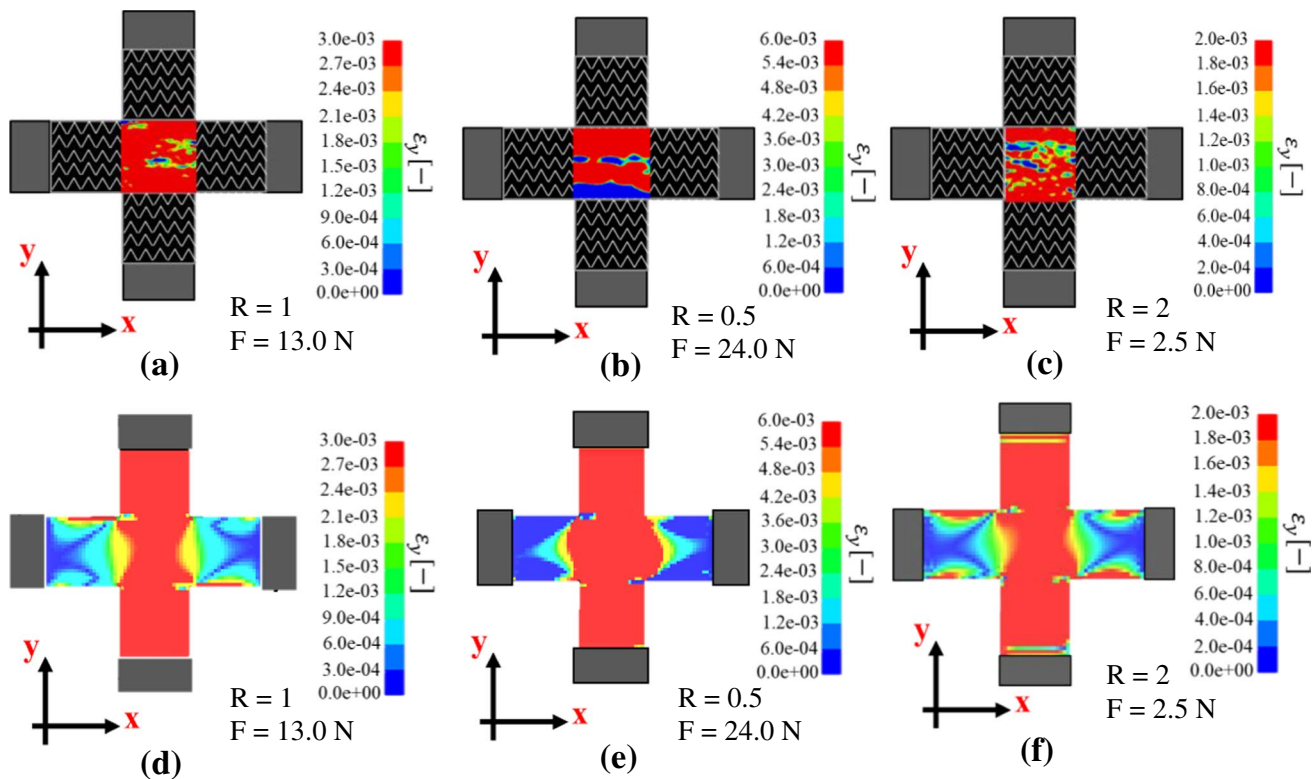 3.0e-03
2.7e-03
2.4e-03
2.1e-03
1.8e-03
1.5e-03
1.2e-03
9.0e-04
6.0e-04
3.0e-04
0.0e+00
εy[−]
y
x
R = 1
F = 13.0 N
(a)
6.0e-03
5.4e-03
4.8e-03
4.2e-03
3.6e-03
3.0e-03
2.4e-03
1.8e-03
1.2e-03
6.0e-04
0.0e+00
εy[−]
y
x
R = 0.5
F = 24.0 N
(b)
2.0e-03
1.8e-03
1.6e-03
1.4e-03
1.2e-03
1.0e-03
8.0e-04
6.0e-04
4.0e-04
2.0e-04
0.0e+00
εy[−]
y
x
R = 2
F = 2.5 N
(c)
3.0e-03
2.7e-03
2.4e-03
2.1e-03
1.8e-03
1.5e-03
1.2e-03
9.0e-04
6.0e-04
3.0e-04
0.0e+00
εy[−]
y
x
R = 1
F = 13.0 N
(d)
6.0e-03
5.4e-03
4.8e-03
4.2e-03
3.6e-03
3.0e-03
2.4e-03
1.8e-03
1.2e-03
6.0e-04
0.0e+00
εy[−]
y
x
R = 0.5
F = 24.0 N
(e)
2.0e-03
1.8e-03
1.6e-03
1.4e-03
1.2e-03
1.0e-03
8.0e-04
6.0e-04
4.0e-04
2.0e-04
0.0e+00
εy[−]
y
x
R = 2
F = 2.5 N
(f)